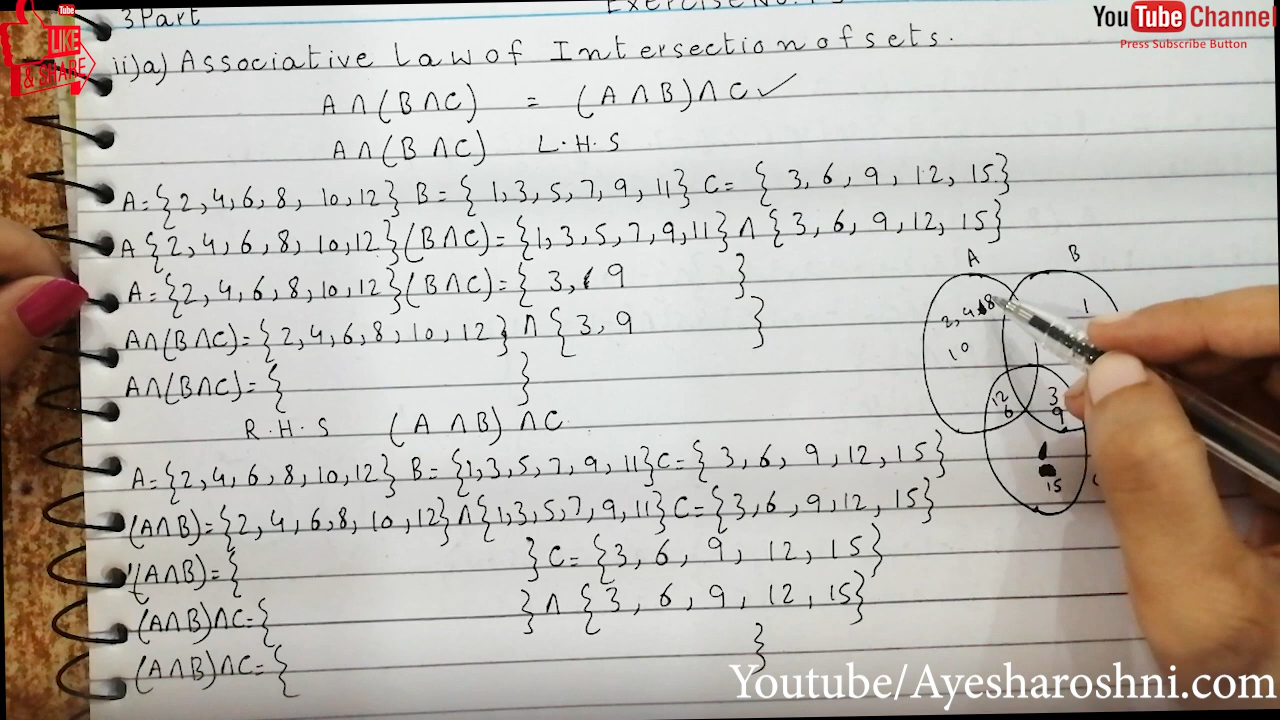 3 Part
YouTube Channel
Press Subscribe Button
YouTube
LIKE
& SHARE
ii)a) Associative Law of Intersection of sets.
A∩(B∩C) = (A∩B)∩C ✓
A∩(B∩C) L.H.S
A={2,4,6,8, 10,12} B={1,3,5,7,9,11} C= {3,6,9,12,15}
A {2,4,6,8,10,12}(B∩C)={1,3,5,7,9,11}∩{3,6,9,12,15}
A={2,4,6,8,10,12}(B∩C)={3, 9 }
A∩(B∩C)={2,4,6,8,10,12}∩{3,9 }
A∩(B∩C)={ }
R.H.S (A∩B)∩C
A={2,4,6,8,10,12} B={1,3,5,7,9,11}C={3,6,9,12,15}
(A∩B)={2,4,6,8,10,12}∩{1,3,5,7,9,11} C={3,6,9,12,15}
(A∩B)={ } C={3,6,9,12,15}
(A∩B)∩C={ }∩{3,6,9,12,15}
(A∩B)∩C={ }
A B
2, 4, 8 1
10
12 3
6 9
15
Youtube/Ayesharoshni.com